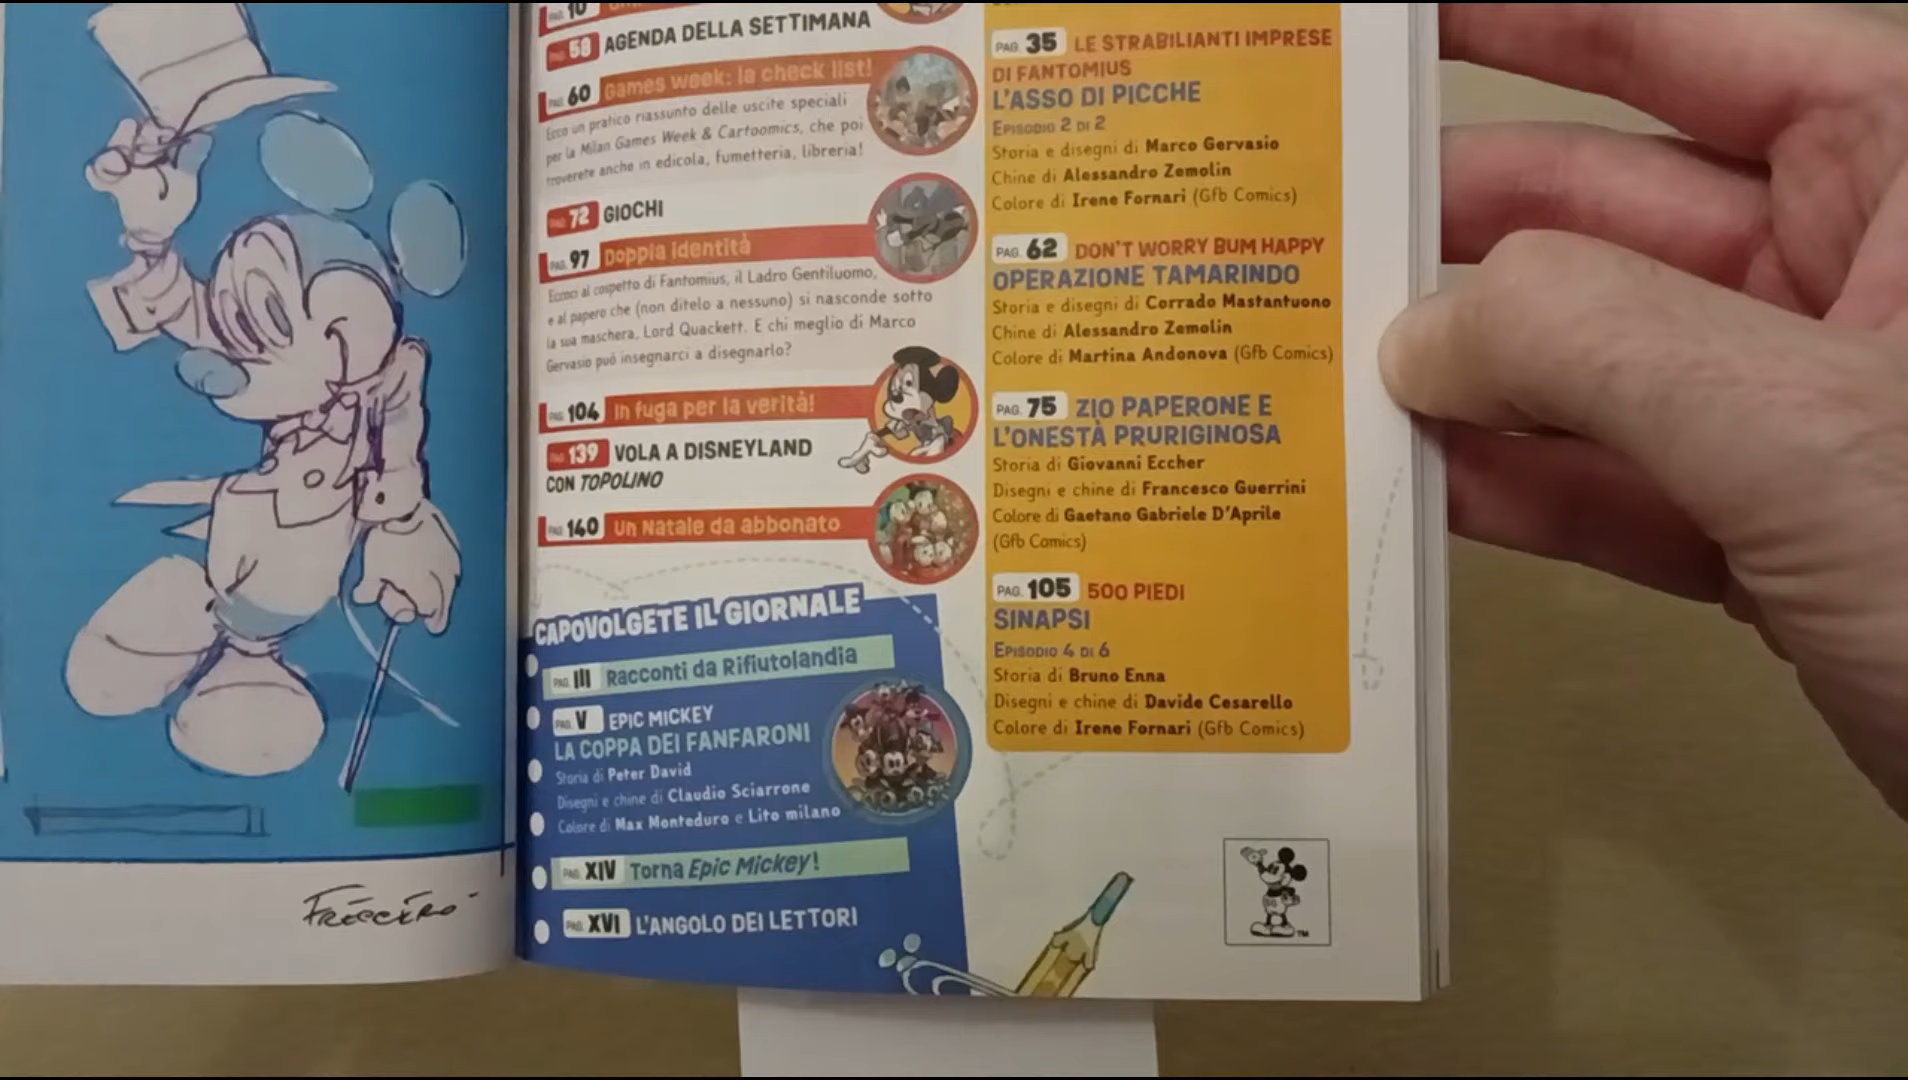 FRECCERO
PAG. 10
PAG. 58 AGENDA DELLA SETTIMANA
PAG. 60 Games week: la check list!
Ecco un pratico riassunto delle uscite speciali
per la Milan Games Week & Cartoomics, che poi
troverete anche in edicola, fumetteria, libreria!
PAG. 72 GIOCHI
PAG. 97 Doppia identità
Eccoci al cospetto di Fantomius, il Ladro Gentiluomo,
e al papero che (non ditelo a nessuno) si nasconde sotto
la sua maschera, Lord Quackett. E chi meglio di Marco
Gervasio può insegnarci a disegnarlo?
PAG. 104 In fuga per la verità!
PAG. 139 VOLA A DISNEYLAND
CON TOPOLINO
PAG. 140 Un Natale da abbonato
CAPOVOLGETE IL GIORNALE
PAG. III Racconti da Rifiutolandia
PAG. V EPIC MICKEY
LA COPPA DEI FANFARONI
Storia di Peter David
Disegni e chine di Claudio Sciarrone
Colore di Max Monteduro e Lito milano
PAG. XIV Torna Epic Mickey!
PAG. XVI L'ANGOLO DEI LETTORI
PAG. 35 LE STRABILIANTI IMPRESE
DI FANTOMIUS
L'ASSO DI PICCHE
EPISODIO 2 DI 2
Storia e disegni di Marco Gervasio
Chine di Alessandro Zemolin
Colore di Irene Fornari (Gfb Comics)
PAG. 62 DON'T WORRY BUM HAPPY
OPERAZIONE TAMARINDO
Storia e disegni di Corrado Mastantuono
Chine di Alessandro Zemolin
Colore di Martina Andonova (Gfb Comics)
PAG. 75 ZIO PAPERONE E
L'ONESTÀ PRURIGINOSA
Storia di Giovanni Eccher
Disegni e chine di Francesco Guerrini
Colore di Gaetano Gabriele D'Aprile
(Gfb Comics)
PAG. 105 500 PIEDI
SINAPSI
EPISODIO 4 DI 6
Storia di Bruno Enna
Disegni e chine di Davide Cesarello
Colore di Irene Fornari (Gfb Comics)
TM